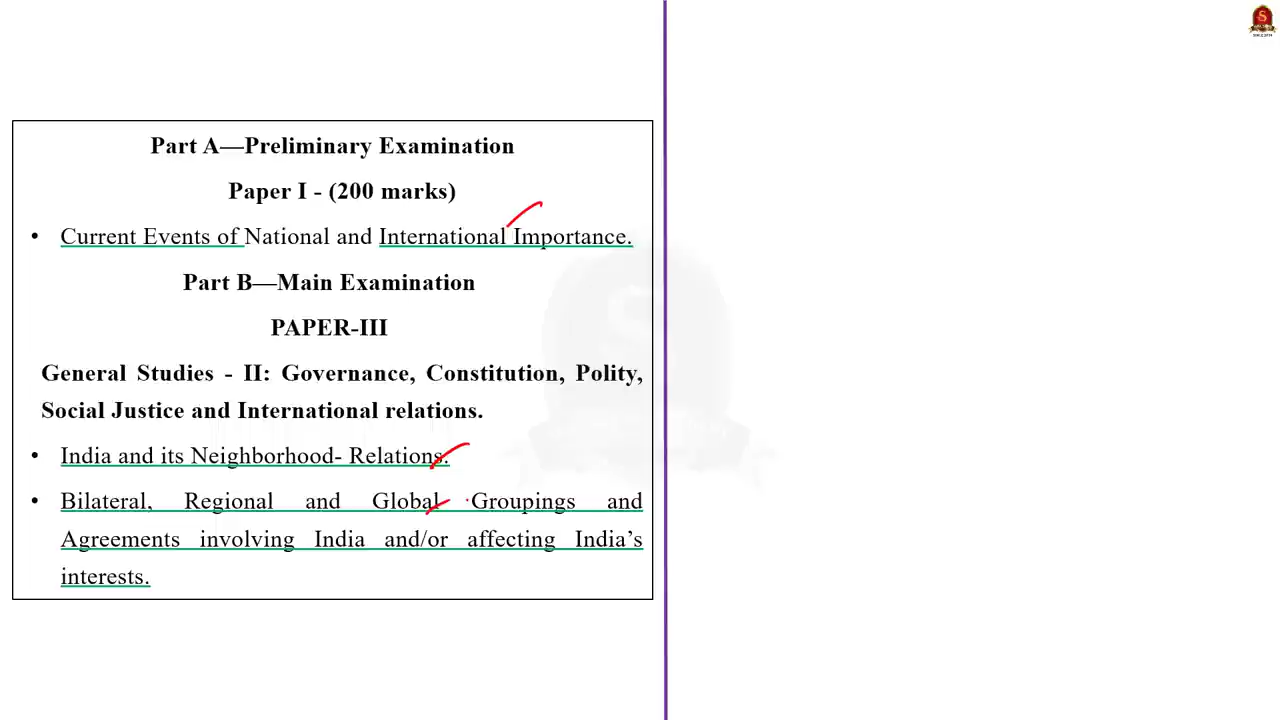 Part A—Preliminary Examination
Paper I - (200 marks)
• Current Events of National and International Importance.
Part B—Main Examination
PAPER-III
General Studies - II: Governance, Constitution, Polity,
Social Justice and International relations.
• India and its Neighborhood- Relations.
• Bilateral, Regional and Global Groupings and
Agreements involving India and/or affecting India’s
interests.